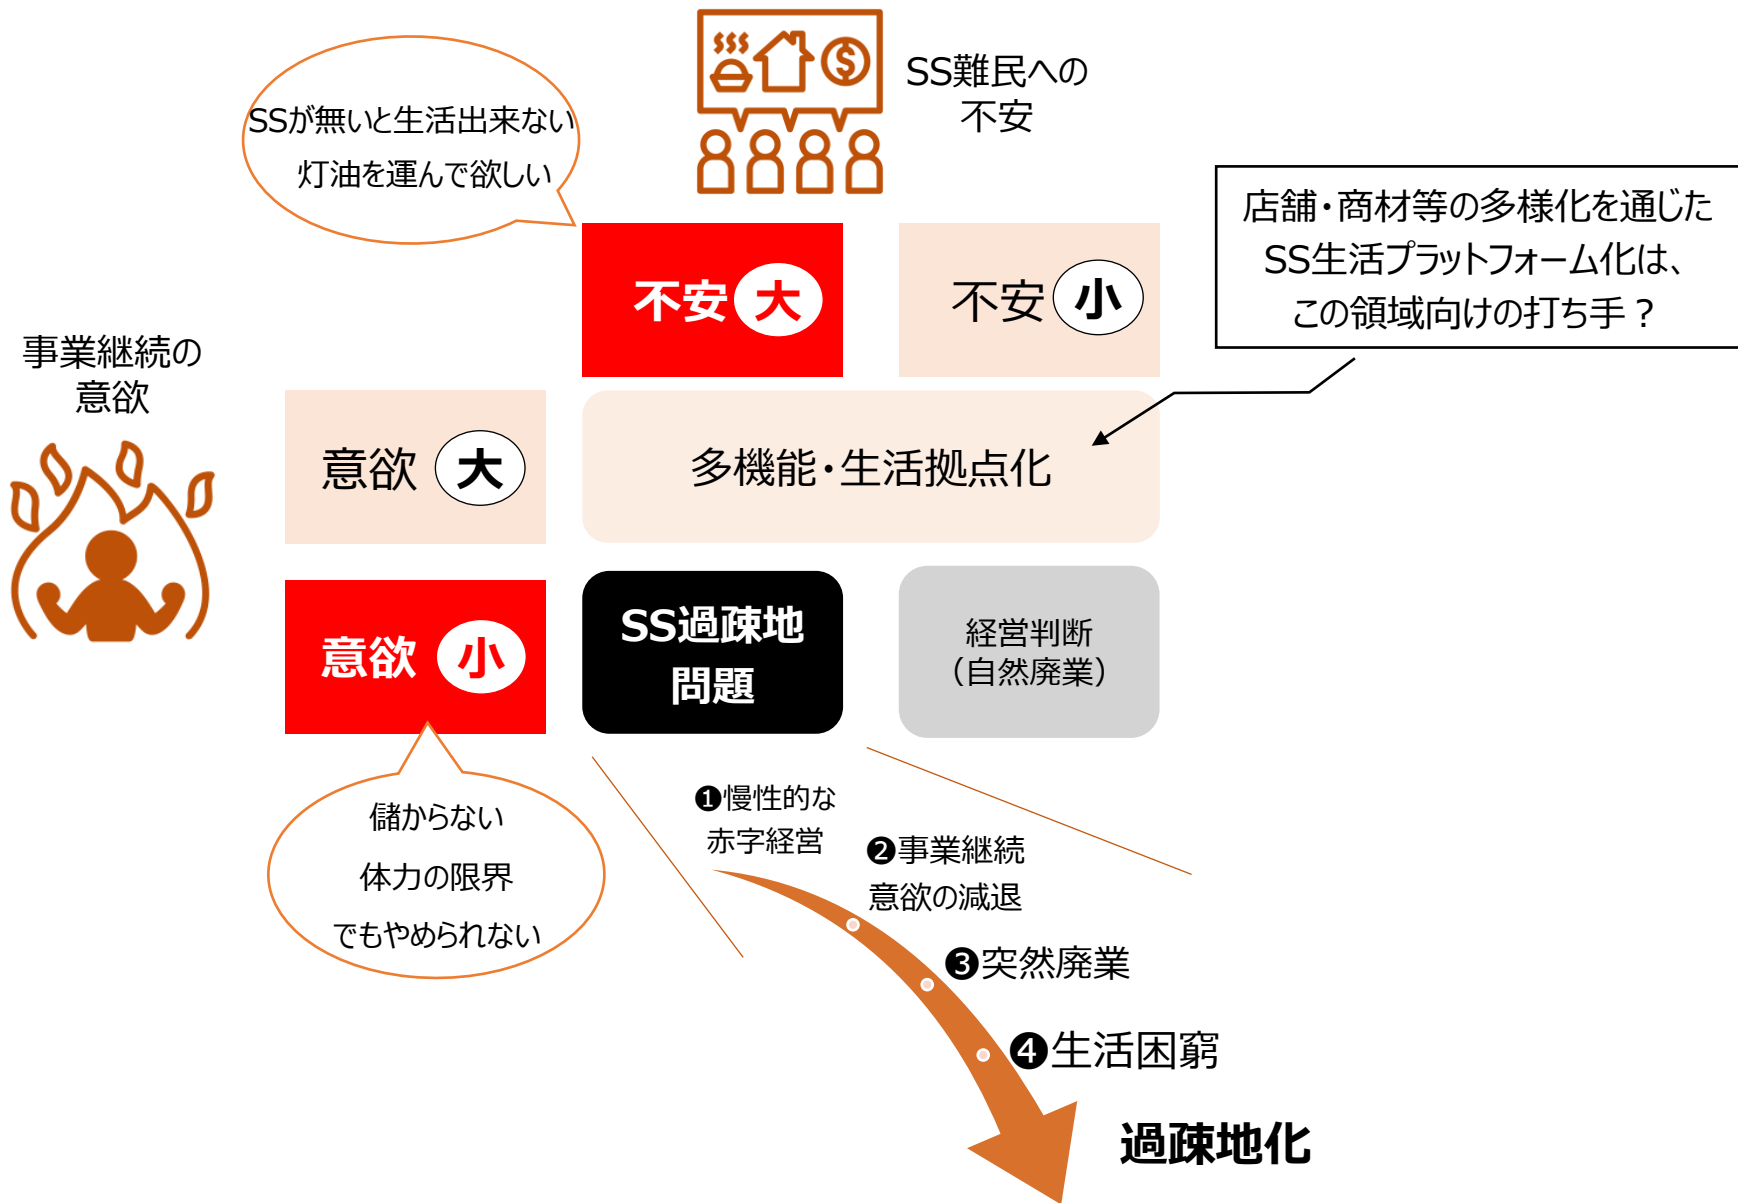 SS難民への
不安
SSが無いと生活出来ない
灯油を運んで欲しい
店舗・商材等の多様化を通じた
SS生活プラットフォーム化は、
この領域向けの打ち手？
不安 大
不安 小
事業継続の
意欲
意欲 大
多機能・生活拠点化
意欲 小
SS過疎地
問題
経営判断
（自然廃業）
儲からない
体力の限界
でもやめられない
❶慢性的な
赤字経営
❷事業継続
意欲の減退
❸突然廃業
❹生活困窮
過疎地化